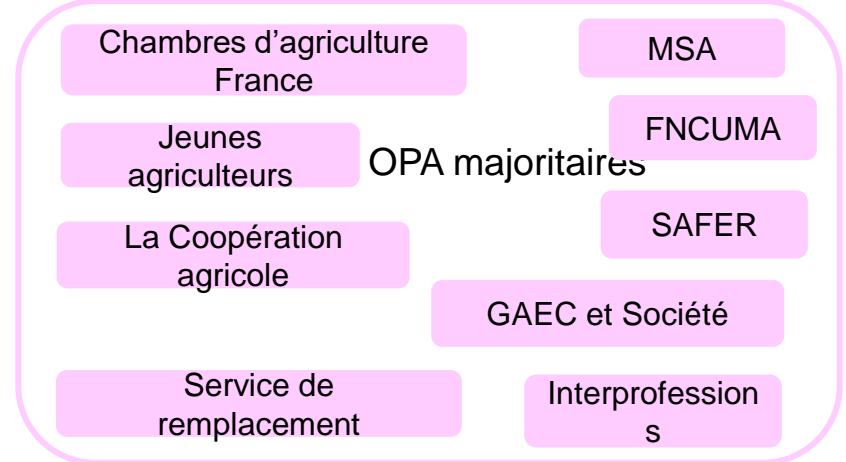 Chambres d’agriculture
France
MSA
Jeunes
agriculteurs
OPA majoritaires
FNCUMA
La Coopération
agricole
SAFER
GAEC et Société
Service de
remplacement
Interprofession
s